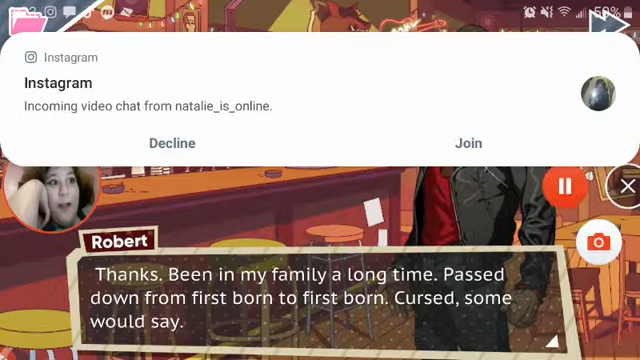 50%
Instagram
Instagram
Incoming video chat from natalie_is_online.
Decline
Join
Robert
Thanks. Been in my family a long time. Passed
down from first born to first born. Cursed, some
would say.